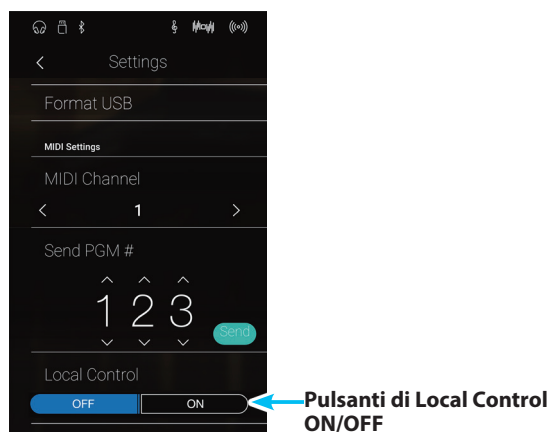 Settings
Format USB
MIDI Settings
MIDI Channel
1
Send PGM #
1 2 3
Send
Local Control
OFF ON
Pulsanti di Local Control
ON/OFF